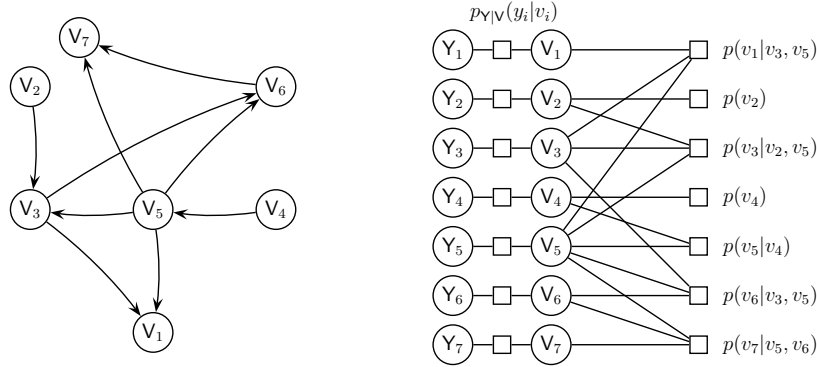 V₇
V₂
V₆
V₃
V₅
V₄
V₁
p_{Y|V}(y_i|v_i)
Y₁ V₁ p(v₁|v₃, v₅)
Y₂ V₂ p(v₂)
Y₃ V₃ p(v₃|v₂, v₅)
Y₄ V₄ p(v₄)
Y₅ V₅ p(v₅|v₄)
Y₆ V₆ p(v₆|v₃, v₅)
Y₇ V₇ p(v₇|v₅, v₆)